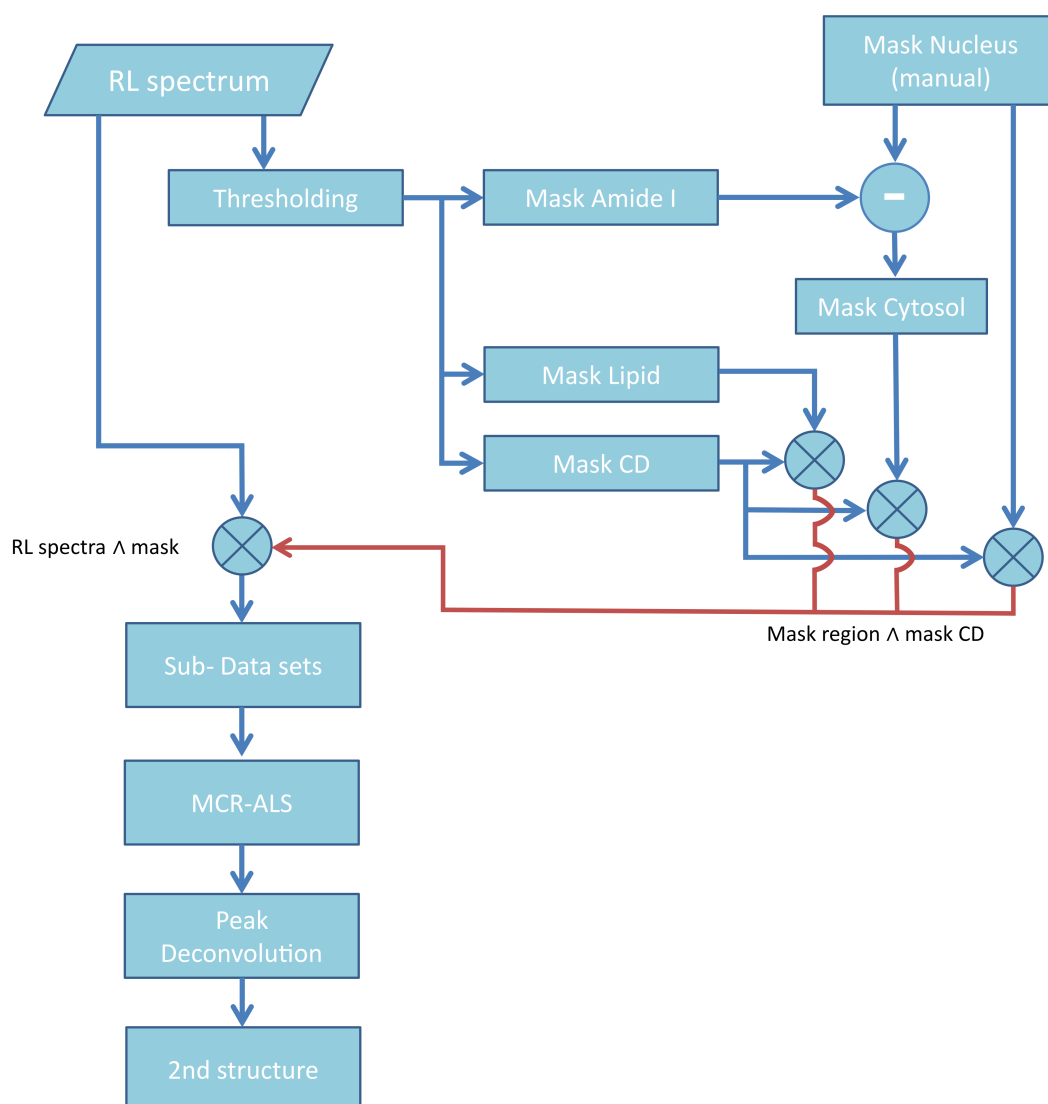 RL spectrum
Mask Nucleus
(manual)
Thresholding
Mask Amide I
-
Mask Cytosol
Mask Lipid
Mask CD
RL spectra ∧ mask
Mask region ∧ mask CD
Sub- Data sets
MCR-ALS
Peak
Deconvolution
2nd structure